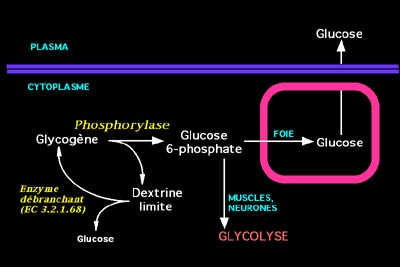 Glucose
PLASMA
CYTOPLASME
Phosphorylase
Glycogène
Glucose
6-phosphate
FOIE
Glucose
Enzyme
débranchant
(EC 3.2.1.68)
Dextrine
limite
MUSCLES,
NEURONES
Glucose
GLYCOLYSE